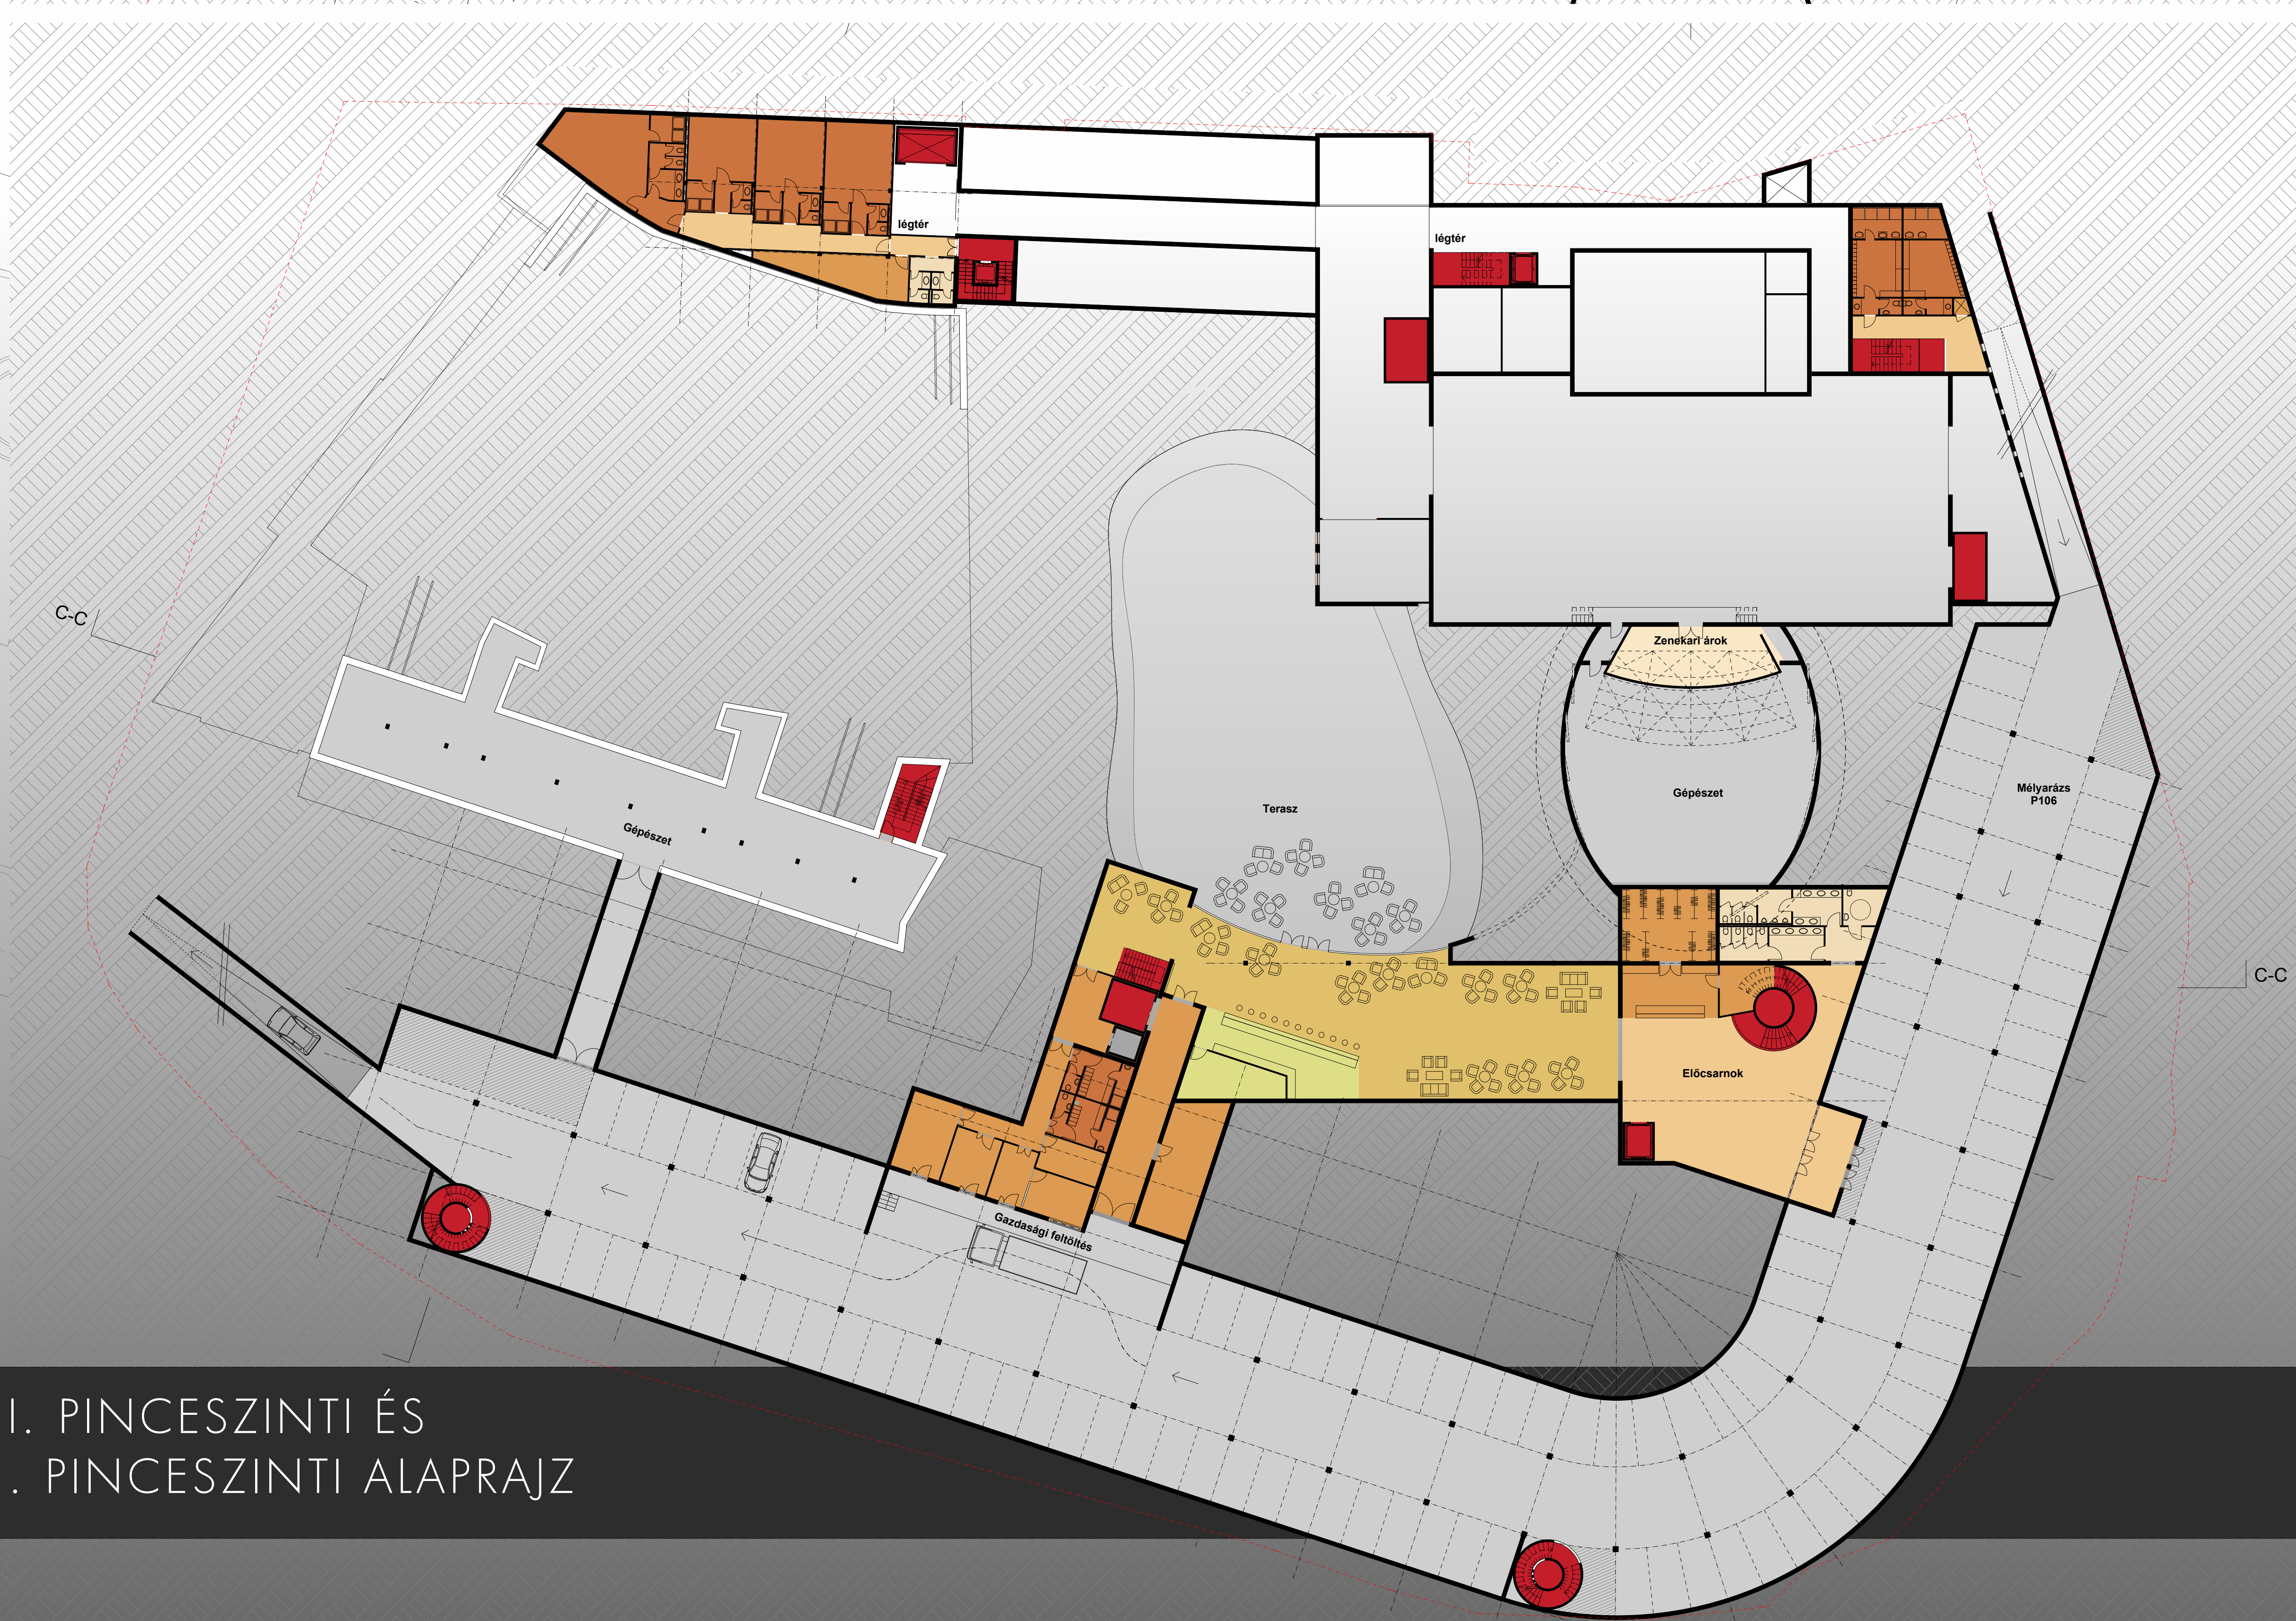 légtér
légtér
C-C
Zenekari árok
Gépészet
Mélyarázs
P106
Terasz
Gépészet
C-C
Előcsarnok
Gazdasági feltöltés
I. PINCESZINTI ÉS
. PINCESZINTI ALAPRAJZ